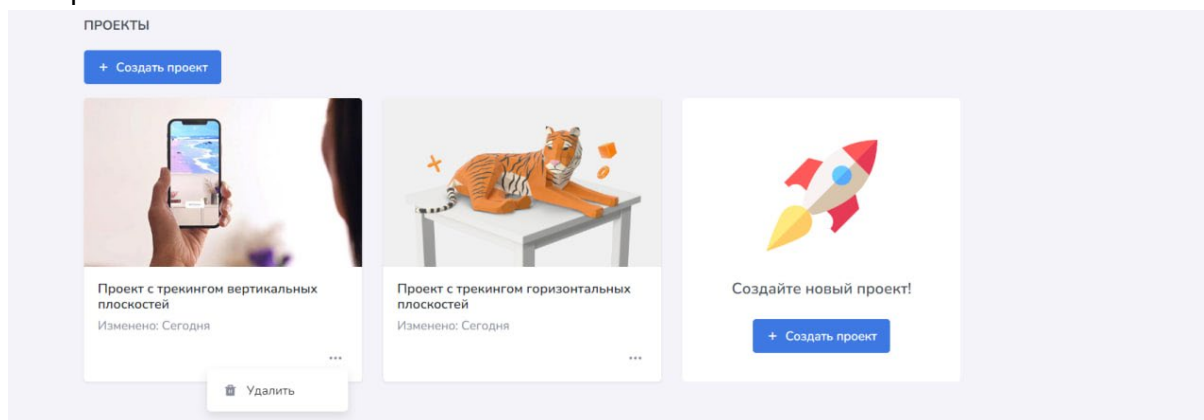 ПРОЕКТЫ
+ Создать проект
Проект с трекингом вертикальных
плоскостей
Изменено: Сегодня
...
Удалить
Проект с трекингом горизонтальных
плоскостей
Изменено: Сегодня
...
Создайте новый проект!
+ Создать проект